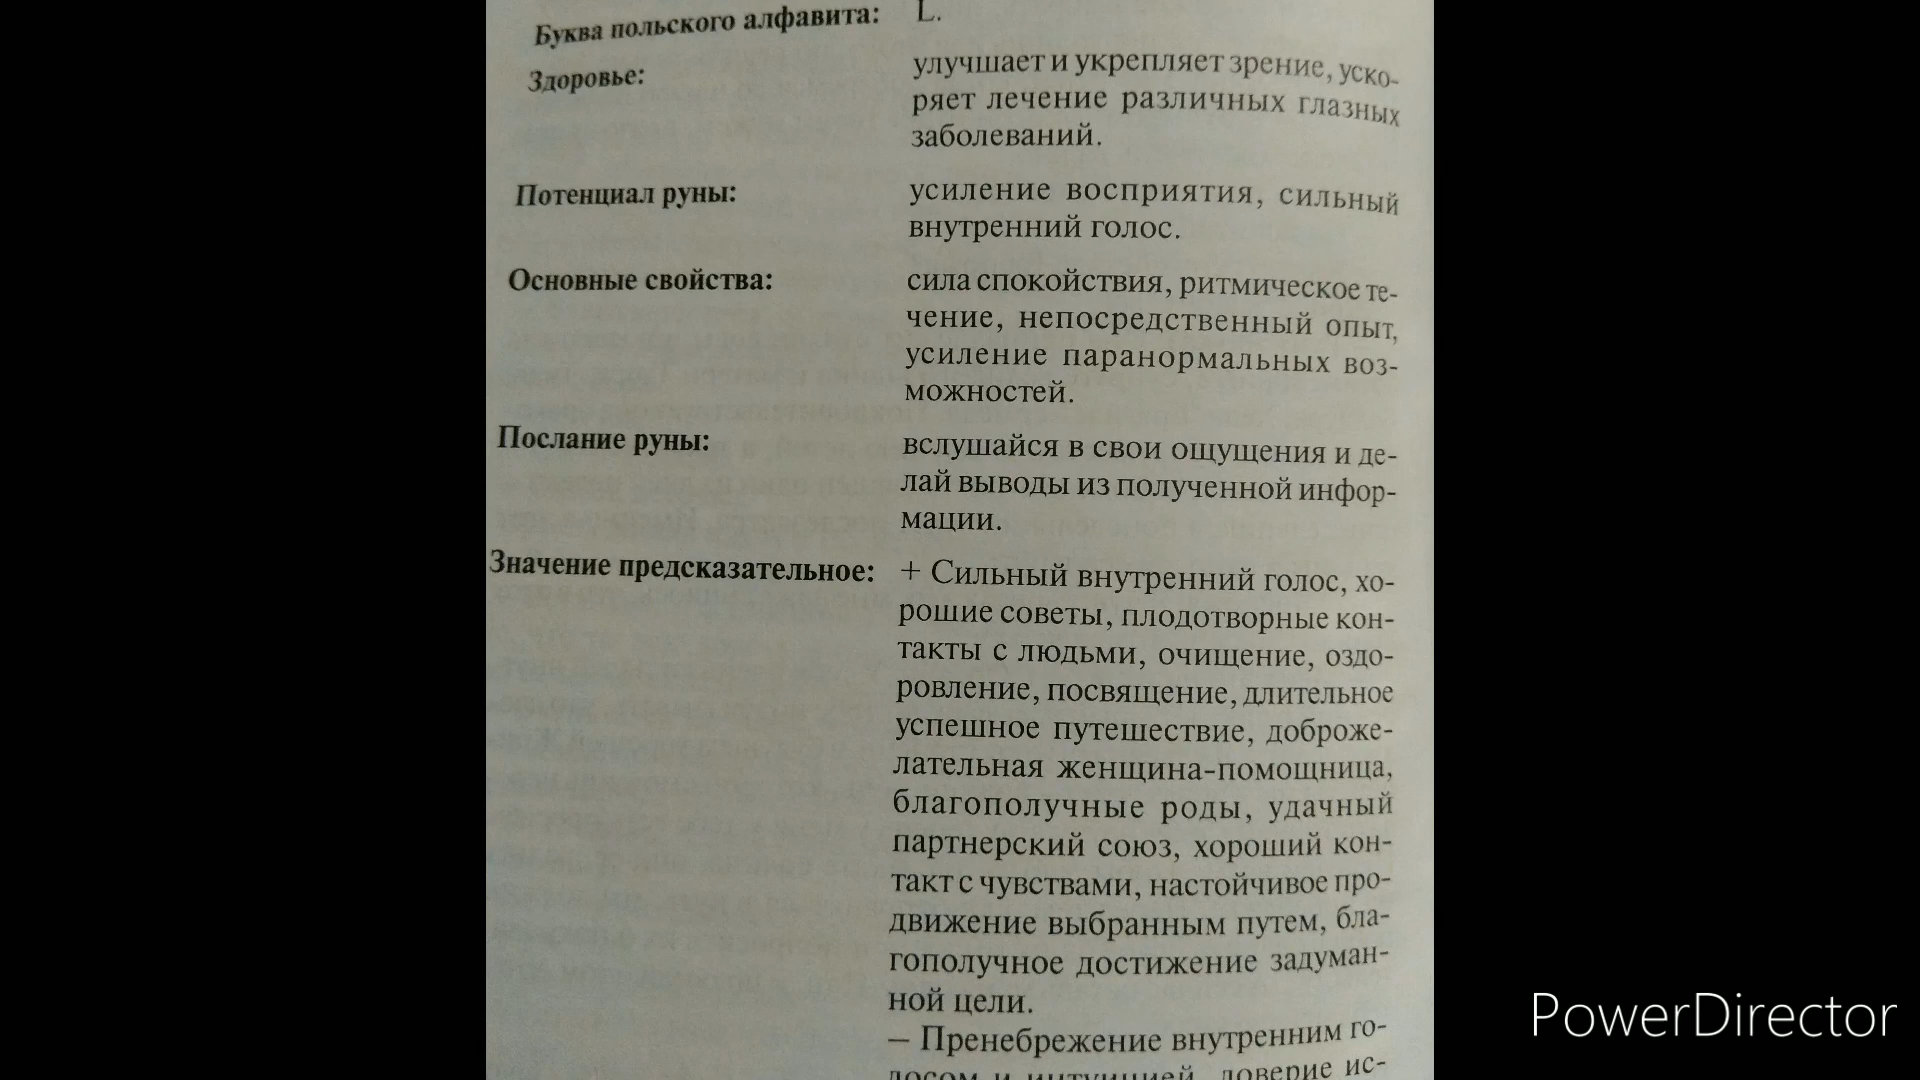 Буква польского алфавита: L.
Здоровье: улучшает и укрепляет зрение, уско-
ряет лечение различных глазных
заболеваний.
Потенциал руны: усиление восприятия, сильный
внутренний голос.
Основные свойства: сила спокойствия, ритмическое те-
чение, непосредственный опыт,
усиление паранормальных воз-
можностей.
Послание руны: вслушайся в свои ощущения и де-
лай выводы из полученной инфор-
мации.
Значение предсказательное: + Сильный внутренний голос, хо-
рошие советы, плодотворные кон-
такты с людьми, очищение, оздо-
ровление, посвящение, длительное
успешное путешествие, доброже-
лательная женщина-помощница,
благополучные роды, удачный
партнерский союз, хороший кон-
такт с чувствами, настойчивое про-
движение выбранным путем, бла-
гополучное достижение задуман-
ной цели.
– Пренебрежение внутренним го-
лосом и интуицией, доверие ис-
PowerDirector